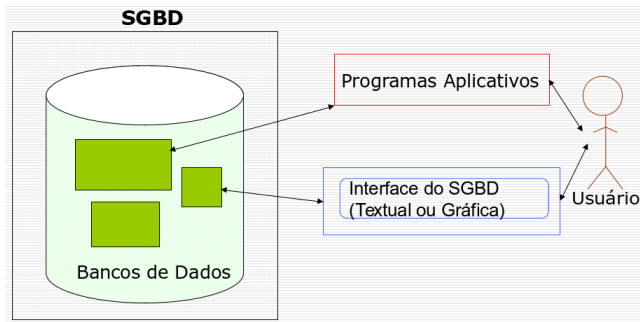 SGBD
Programas Aplicativos
Interface do SGBD
(Textual ou Gráfica)
Usuário
Bancos de Dados